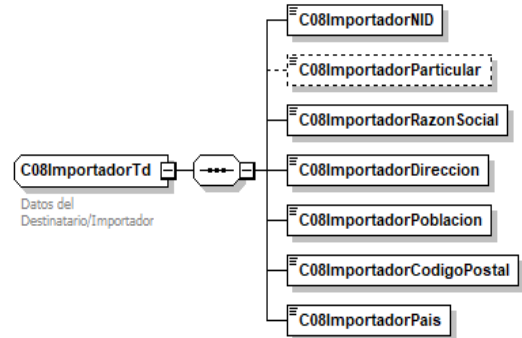 C08ImportadorNID
C08ImportadorParticular
C08ImportadorRazonSocial
C08ImportadorTd
C08ImportadorDireccion
Datos del
Destinatario/Importador
C08ImportadorPoblacion
C08ImportadorCodigoPostal
C08ImportadorPais